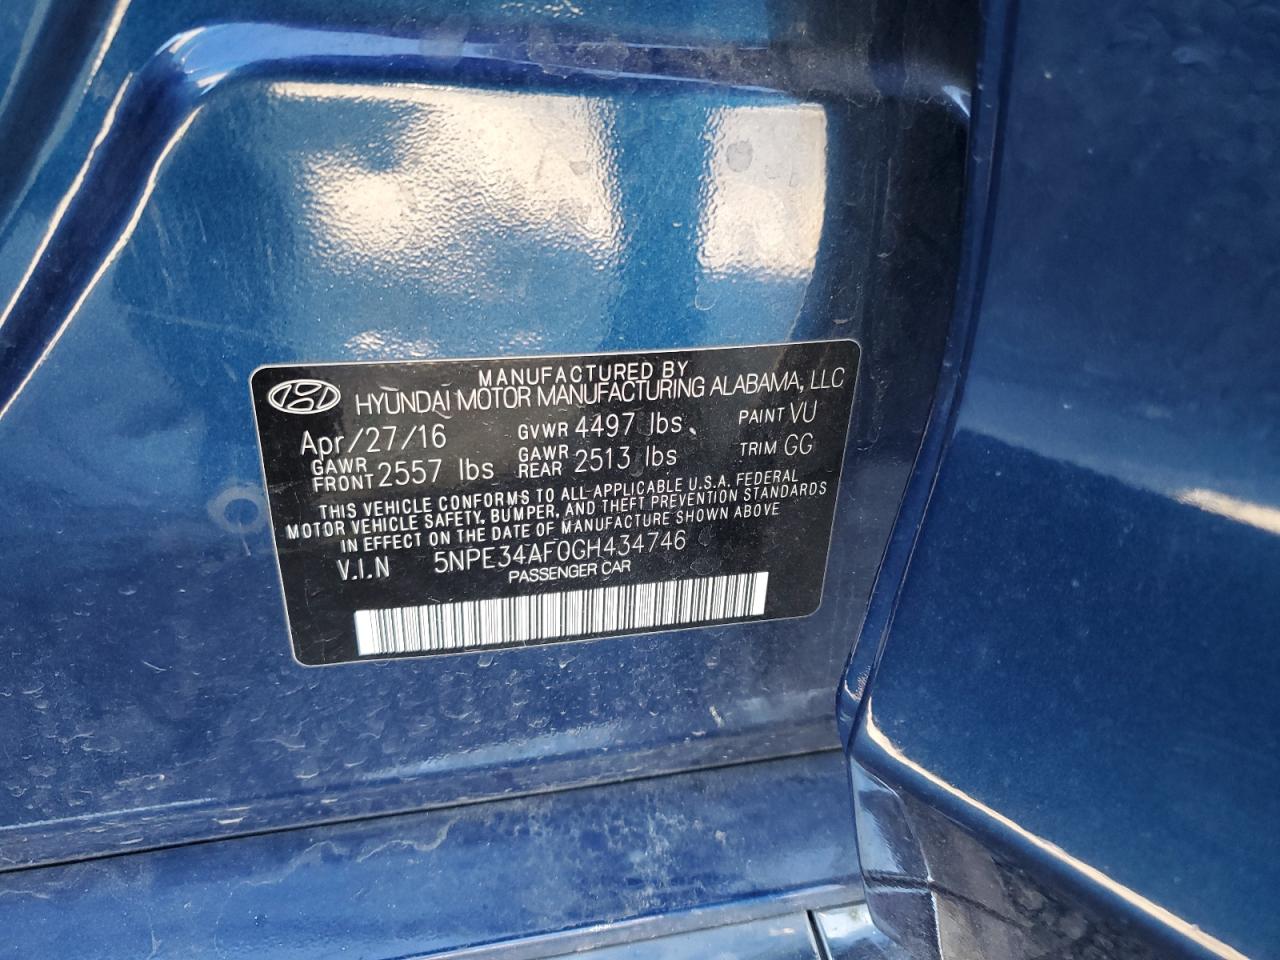 MANUFACTURED BY
HYUNDAI MOTOR MANUFACTURING ALABAMA, LLC
Apr/27/16 GVWR 4497 lbs. PAINT VU
GAWR FRONT 2557 lbs GAWR REAR 2513 lbs TRIM GG
THIS VEHICLE CONFORMS TO ALL APPLICABLE U.S.A. FEDERAL
MOTOR VEHICLE SAFETY, BUMPER, AND THEFT PREVENTION STANDARDS
IN EFFECT ON THE DATE OF MANUFACTURE SHOWN ABOVE
V.I.N 5NPE34AF0GH434746
PASSENGER CAR